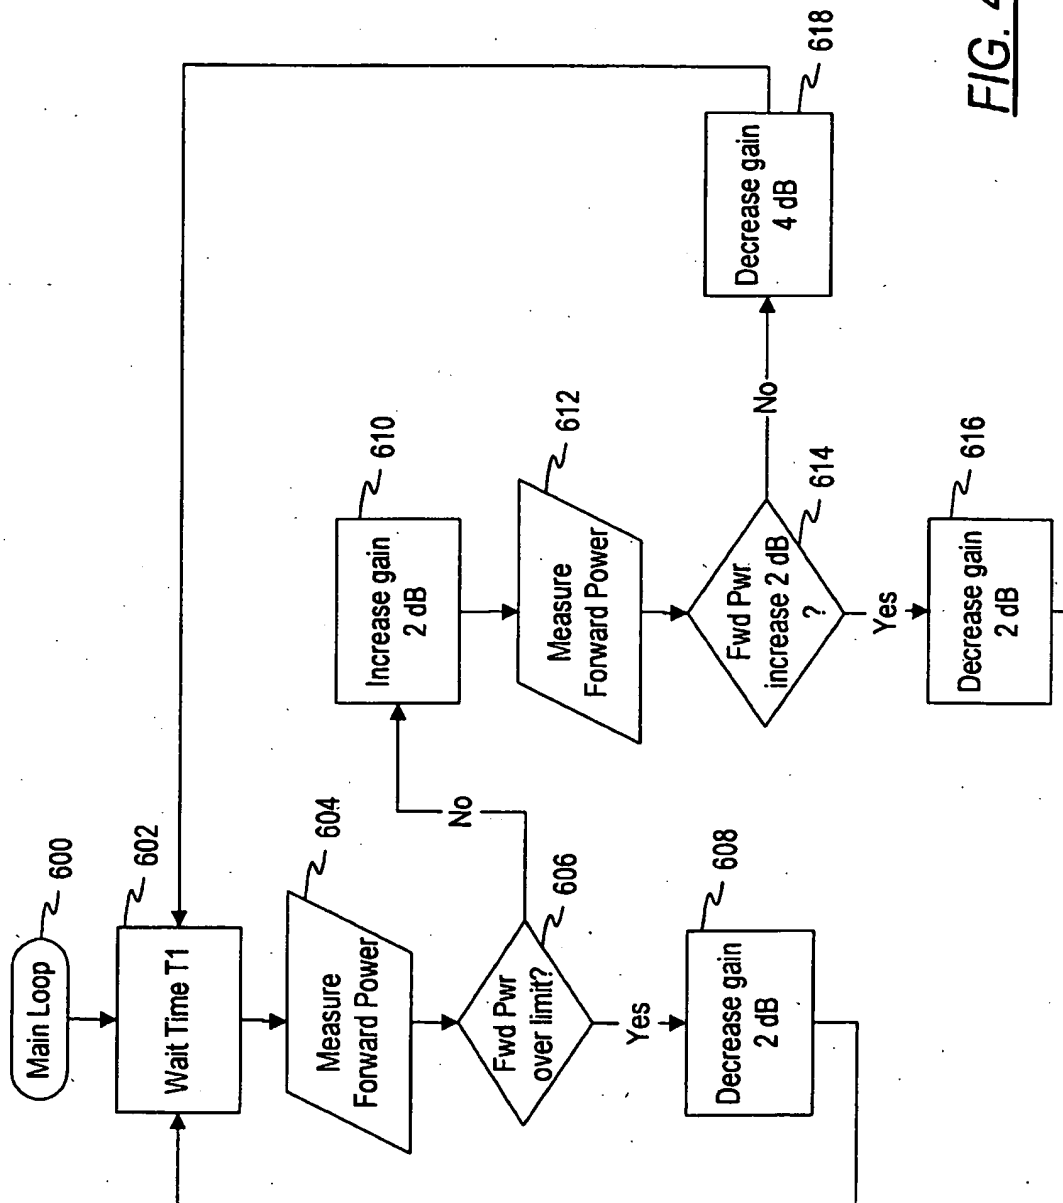 Main Loop
600
Wait Time T1
602
Measure
Forward Power
604
Fwd Pwr
over limit?
606
Yes
No
Decrease gain
2 dB
608
Increase gain
2 dB
610
Measure
Forward Power
612
Fwd Pwr
increase 2 dB
?
614
Yes
No
Decrease gain
2 dB
616
Decrease gain
4 dB
618
FIG.